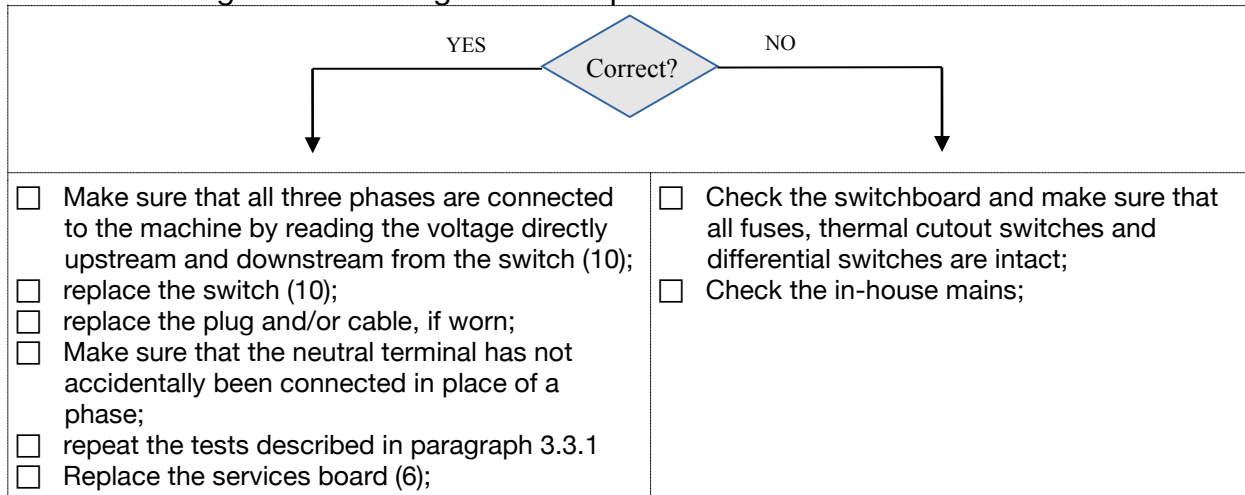 YES
Correct?
NO
☐ Make sure that all three phases are connected
to the machine by reading the voltage directly
upstream and downstream from the switch (10);
☐ replace the switch (10);
☐ replace the plug and/or cable, if worn;
☐ Make sure that the neutral terminal has not
accidentally been connected in place of a
phase;
☐ repeat the tests described in paragraph 3.3.1
☐ Replace the services board (6);
☐ Check the switchboard and make sure that
all fuses, thermal cutout switches and
differential switches are intact;
☐ Check the in-house mains;